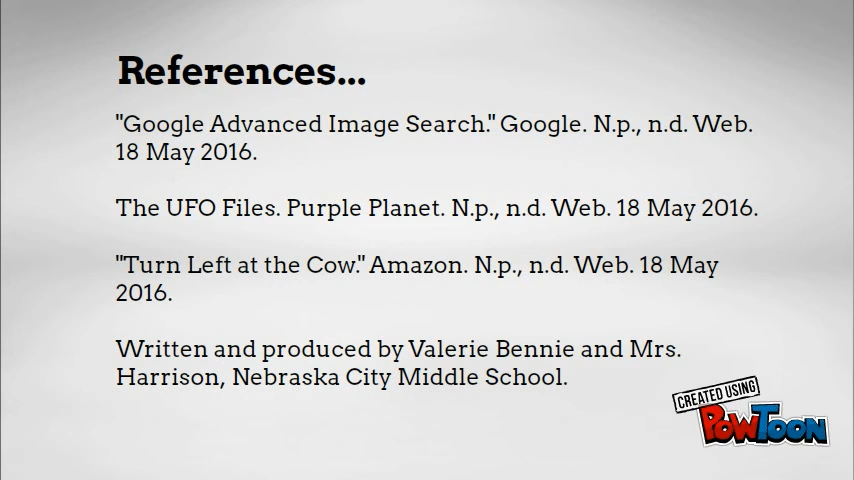 References...
"Google Advanced Image Search." Google. N.p., n.d. Web.
18 May 2016.
The UFO Files. Purple Planet. N.p., n.d. Web. 18 May 2016.
"Turn Left at the Cow." Amazon. N.p., n.d. Web. 18 May
2016.
Written and produced by Valerie Bennie and Mrs.
Harrison, Nebraska City Middle School.
CREATED USING
POWTOON